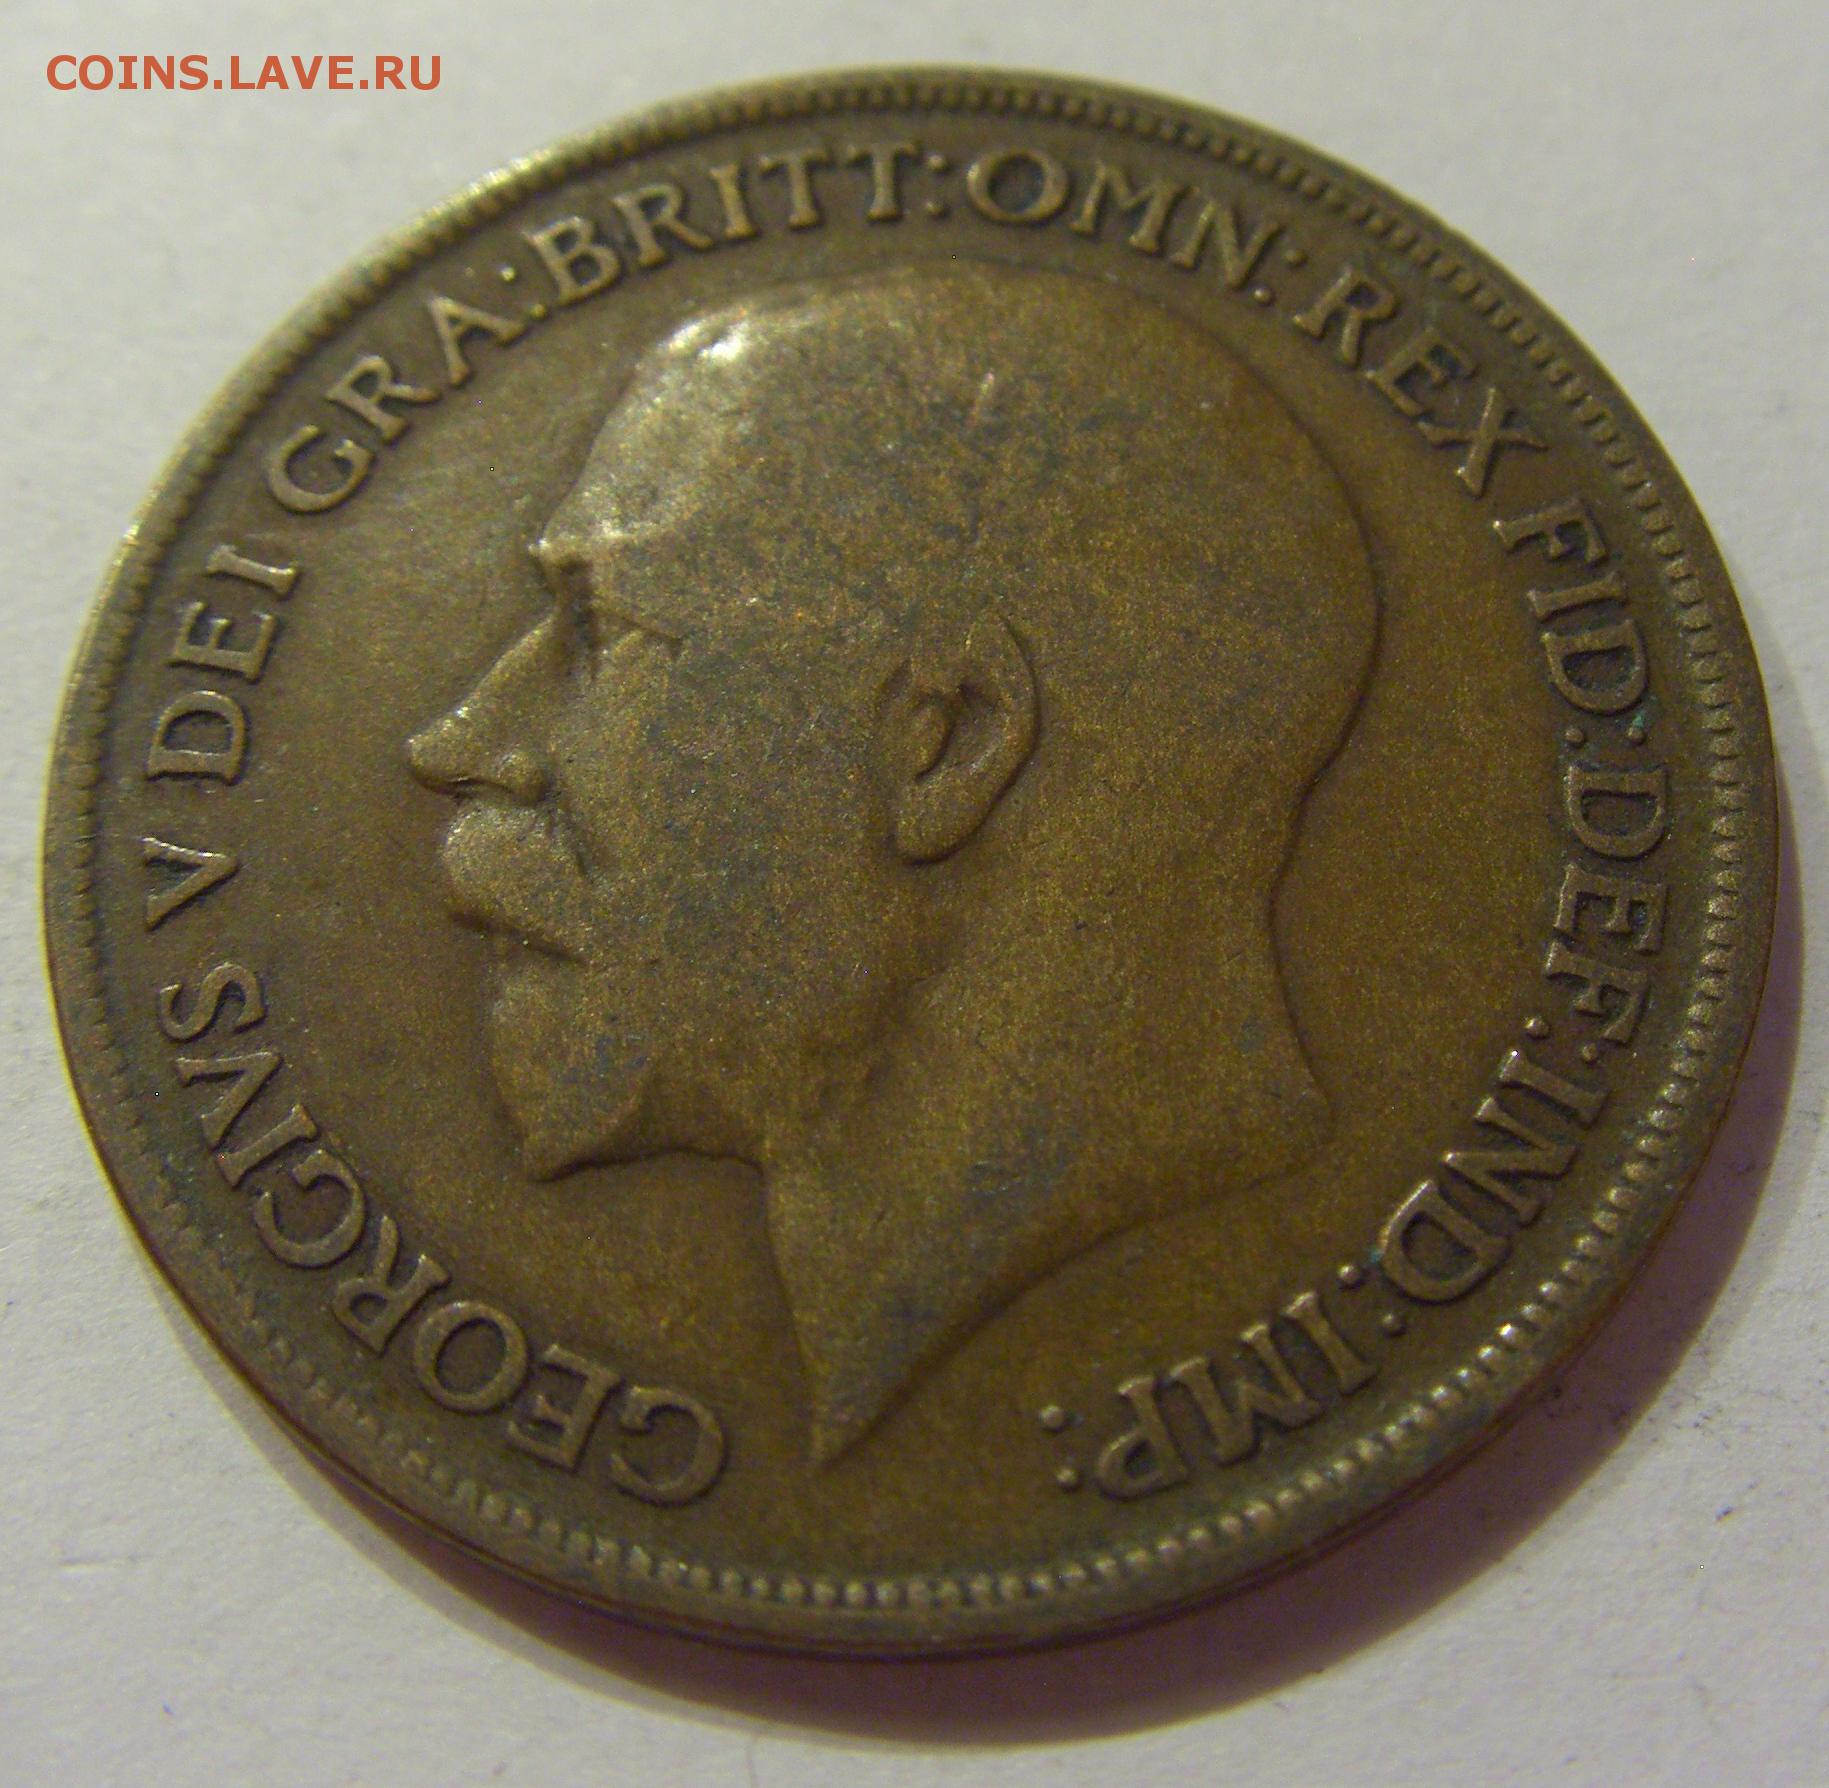 COINS.LAVE.RU
GEORGIVS V DEI GRA:BRITT:OMN: REX FID:DEF:IND:IMP: